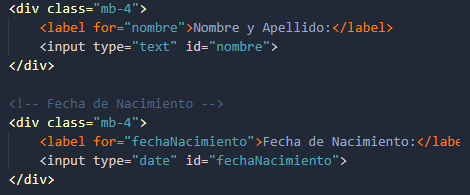 <div class="mb-4">
<label for="nombre">Nombre y Apellido:</label>
<input type="text" id="nombre">
</div>
<!-- Fecha de Nacimiento -->
<div class="mb-4">
<label for="fechaNacimiento">Fecha de Nacimiento:</labe
<input type="date" id="fechaNacimiento">
</div>